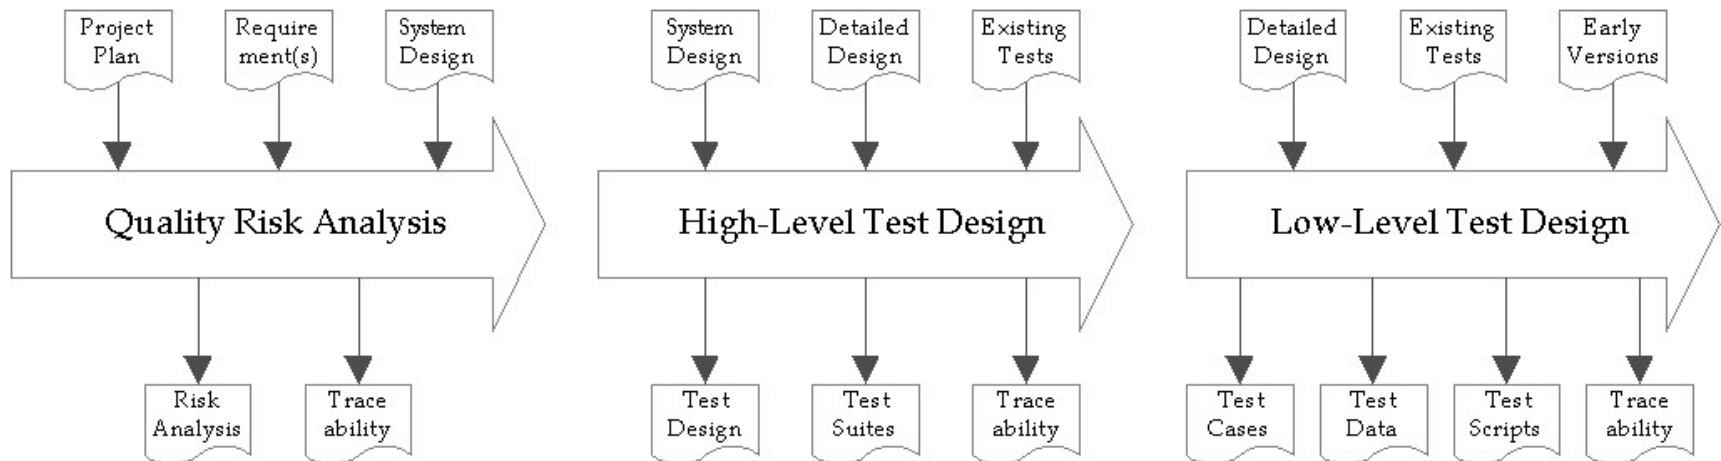 Project
Plan
Require
ment(s)
System
Design
System
Design
Detailed
Design
Existing
Tests
Detailed
Design
Existing
Tests
Early
Versions
Quality Risk Analysis
High-Level Test Design
Low-Level Test Design
Risk
Analysis
Trace
ability
Test
Design
Test
Suites
Trace
ability
Test
Cases
Test
Data
Test
Scripts
Trace
ability